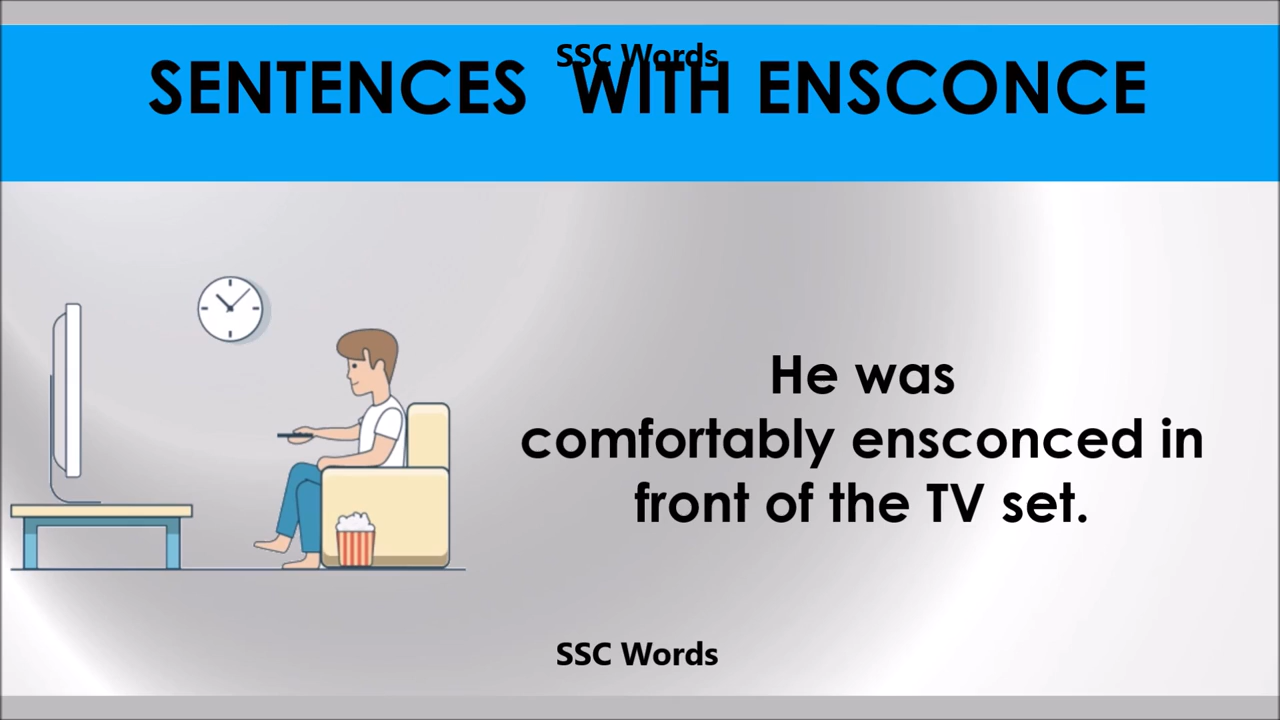 SSC Words
SENTENCES WITH ENSCONCE
He was
comfortably ensconced in
front of the TV set.
SSC Words